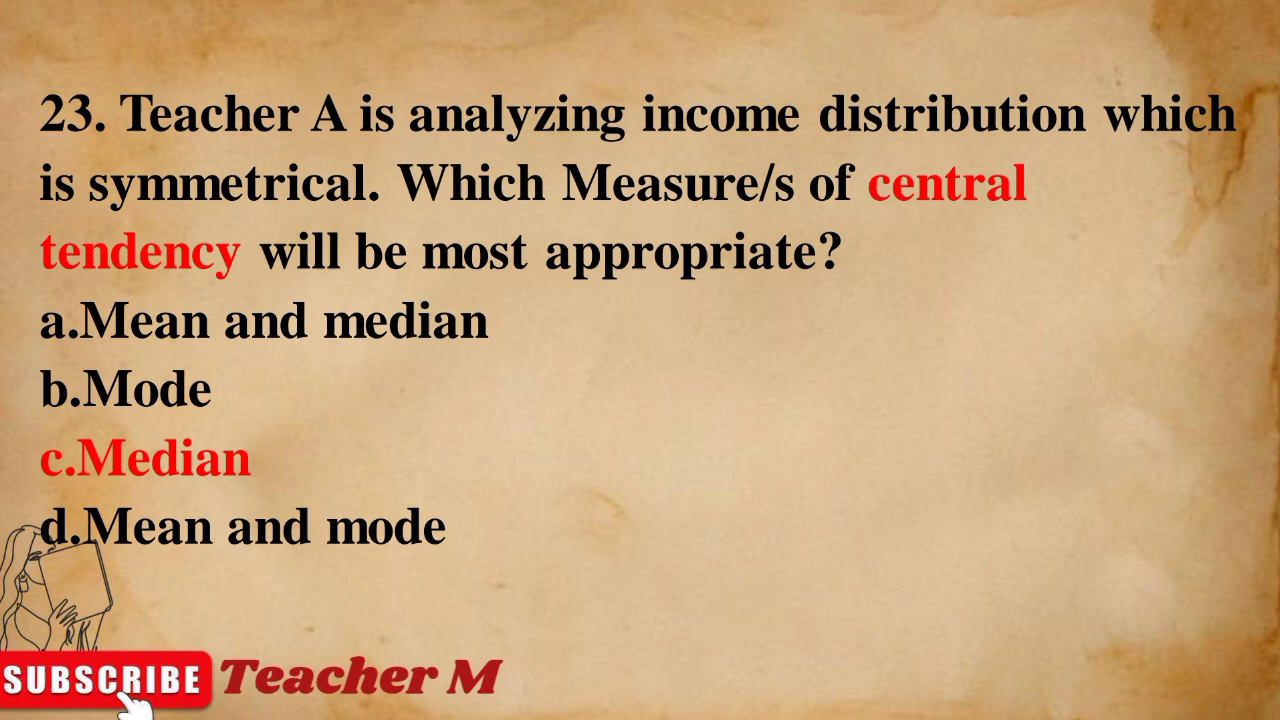 23. Teacher A is analyzing income distribution which
is symmetrical. Which Measure/s of central
tendency will be most appropriate?
a.Mean and median
b.Mode
c.Median
d.Mean and mode
SUBSCRIBE Teacher M